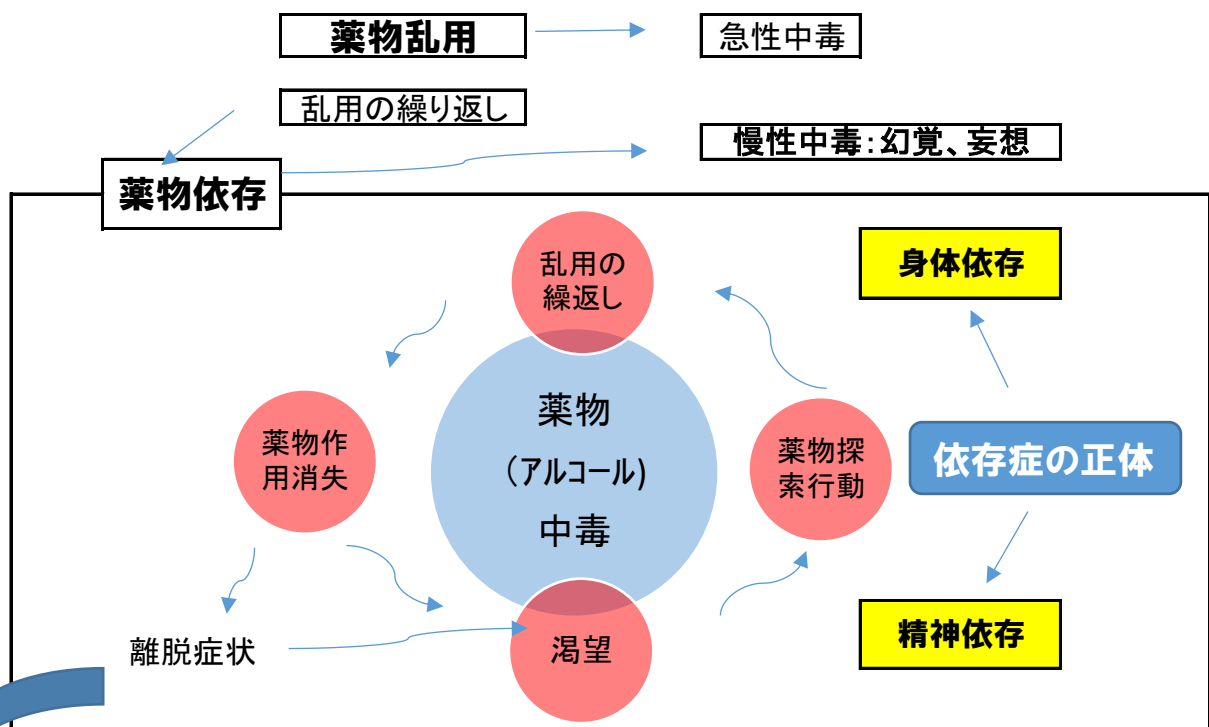 薬物乱用
急性中毒
乱用の繰り返し
慢性中毒：幻覚、妄想
薬物依存
乱用の
繰返し
身体依存
薬物
（アルコール)
中毒
薬物作
用消失
薬物探
索行動
依存症の正体
離脱症状
渇望
精神依存